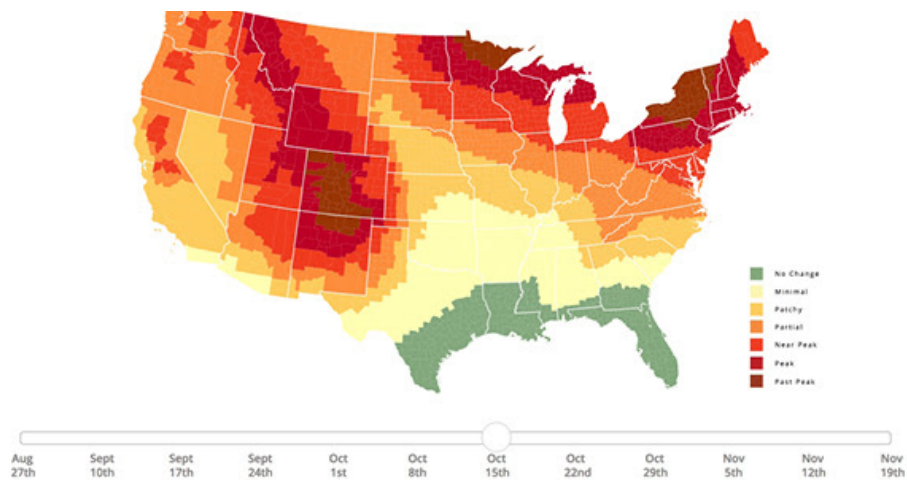 No Change
Minimal
Patchy
Partial
Near Peak
Peak
Past Peak
Aug Sept Sept Sept Oct Oct Oct Oct Oct Nov Nov Nov
27th 10th 17th 24th 1st 8th 15th 22nd 29th 5th 12th 19th